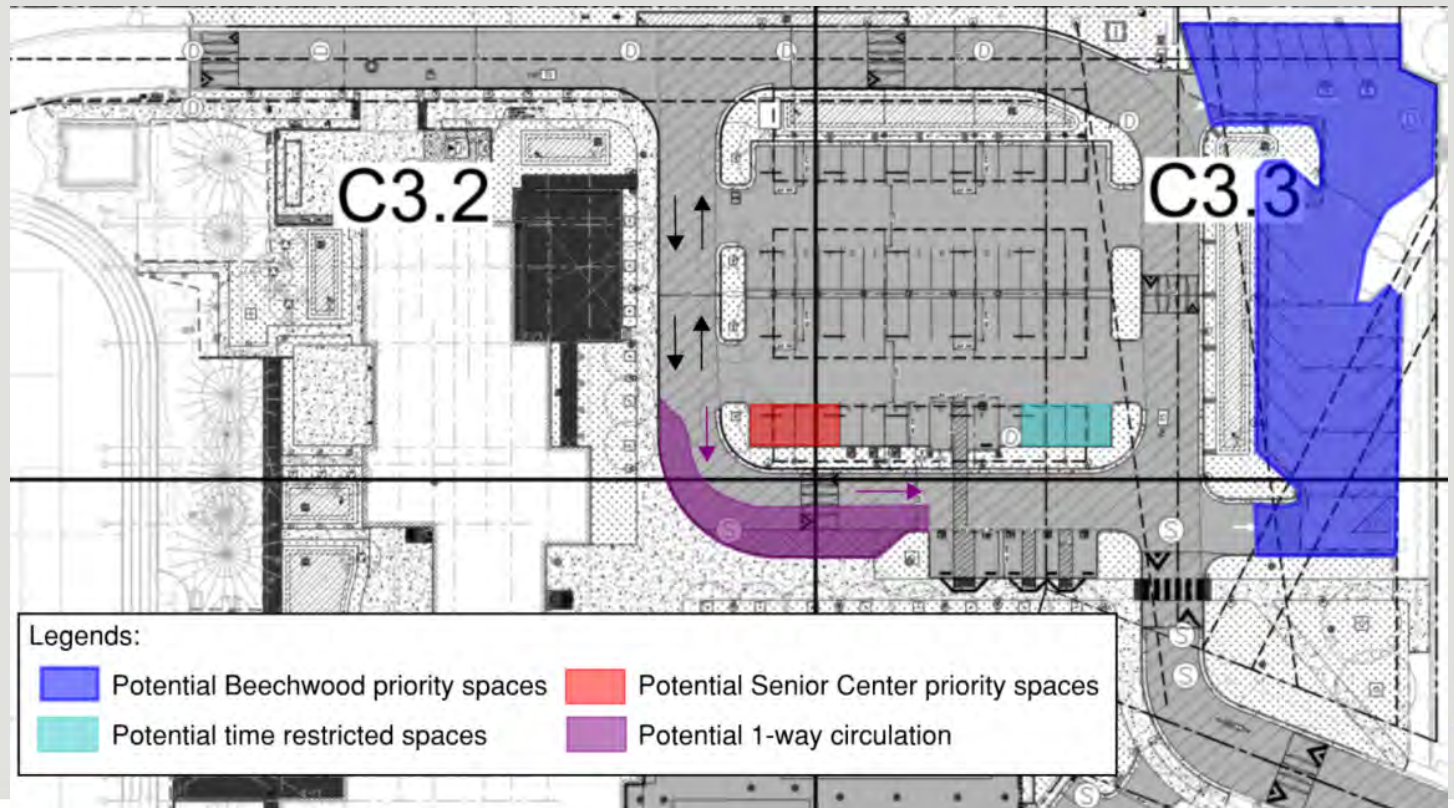 D
D
D
D
D
D
D
C3.2
C3.3
D
S
S
Legends:
Potential Beechwood priority spaces
Potential Senior Center priority spaces
Potential time restricted spaces
Potential 1-way circulation
S
S
S